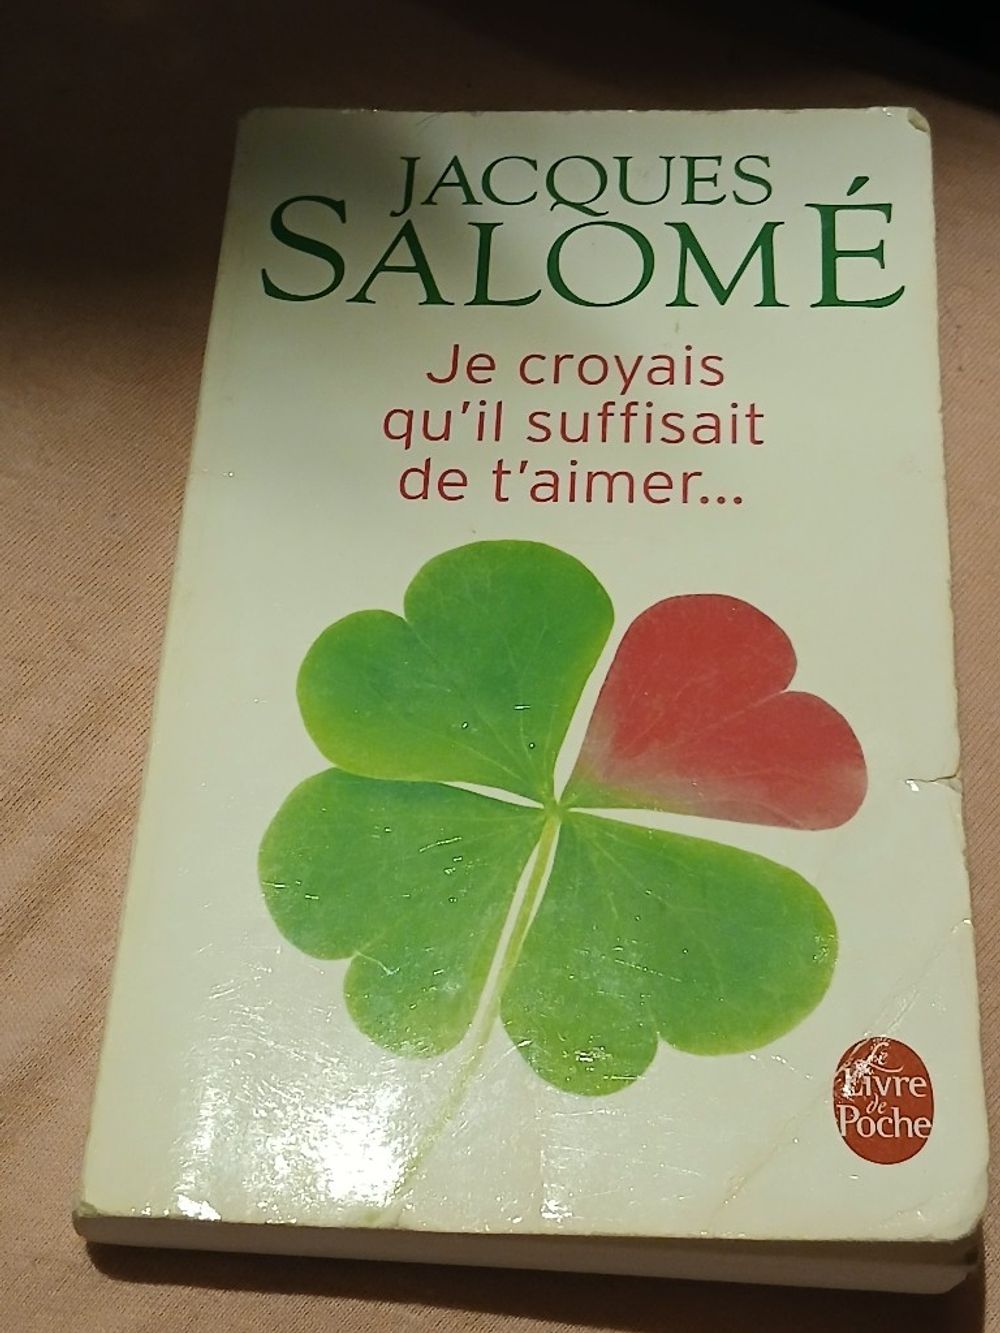 JACQUES
SALOMÉ
Je croyais
qu'il suffisait
de t'aimer...
Le
Livre
de
Poche